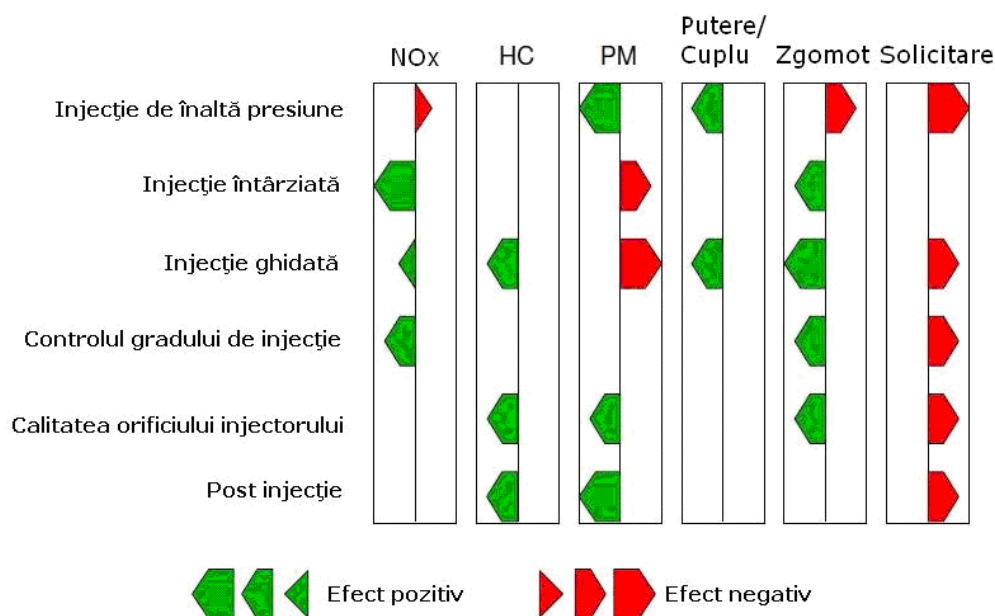 NOx HC PM Putere/
Cuplu Zgomot Solicitare
Injecţie de înaltă presiune
Injecţie întârziată
Injecţie ghidată
Controlul gradului de injecţie
Calitatea orificiului injectorului
Post injecţie
Efect pozitiv Efect negativ